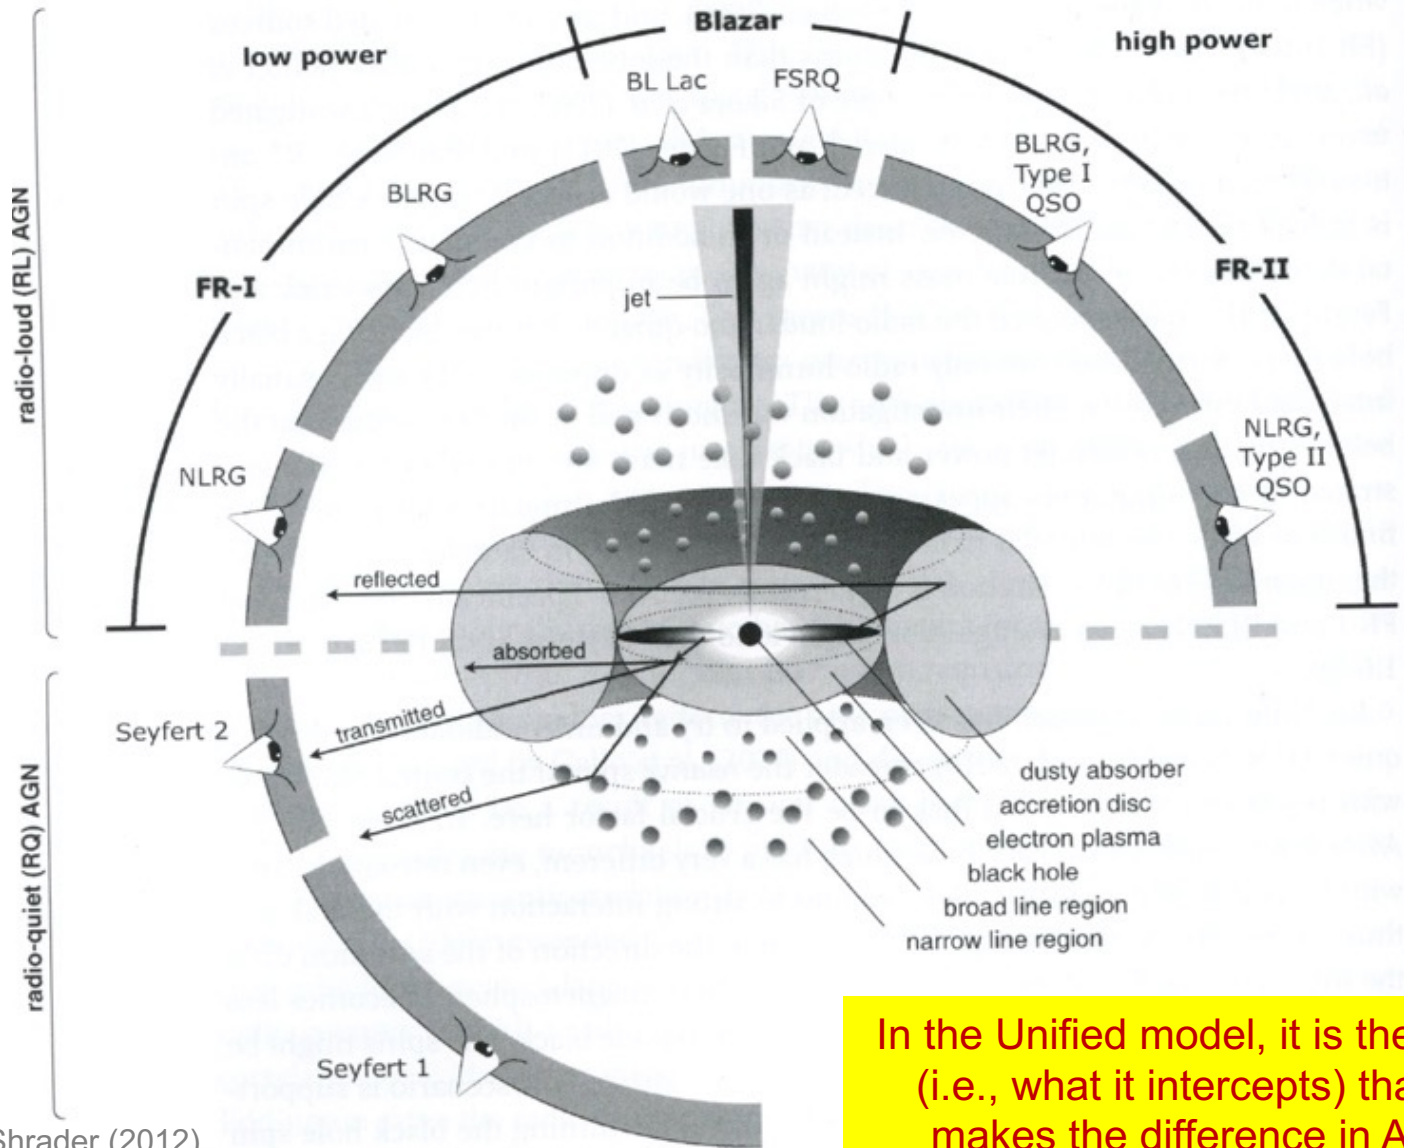 Blazar
low power
high power
BL Lac
FSRQ
BLRG
BLRG,
Type I
QSO
FR-I
FR-II
jet
NLRG
NLRG,
Type II
QSO
radio-loud (RL) AGN
reflected
absorbed
transmitted
scattered
Seyfert 2
dusty absorber
accretion disc
electron plasma
black hole
broad line region
narrow line region
radio-quiet (RQ) AGN
Seyfert 1
In the Unified model, it is the
(i.e., what it intercepts)
makes the difference in
Shrader (2012)